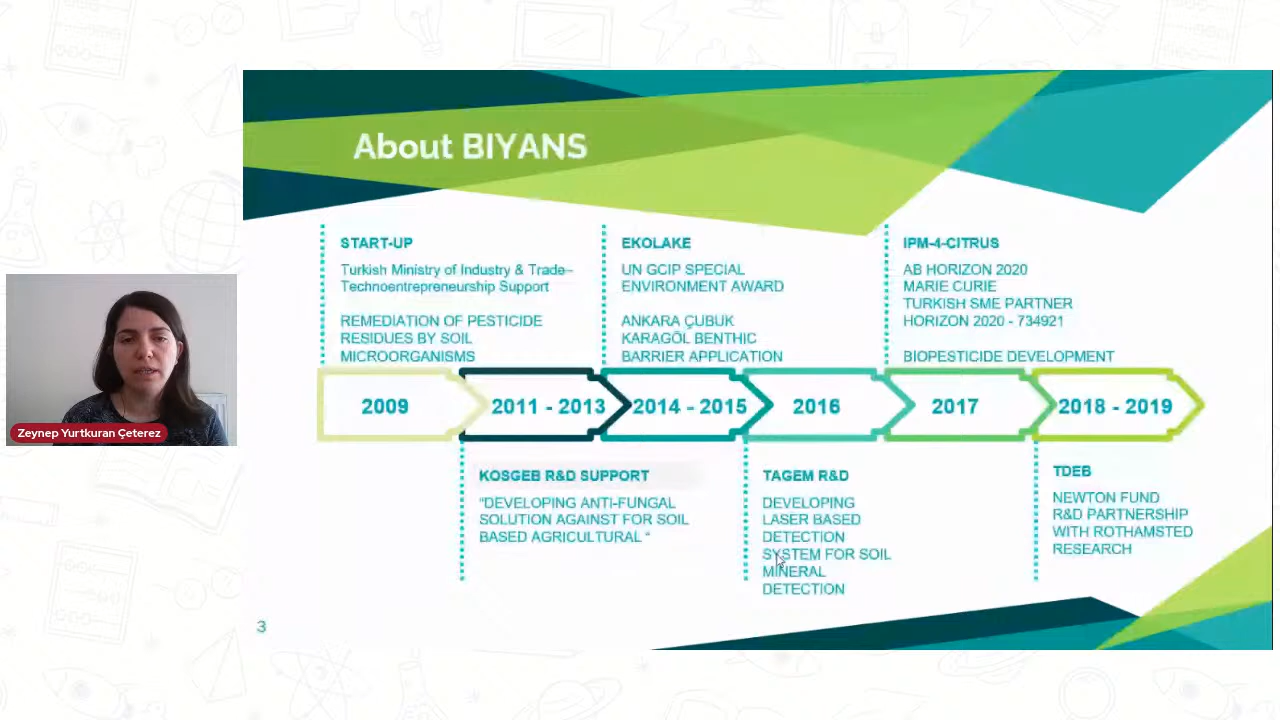 About BIYANS
START-UP
Turkish Ministry of Industry & Trade–
Technoentrepreneurship Support
REMEDIATION OF PESTICIDE
RESIDUES BY SOIL
MICROORGANISMS
EKOLAKE
UN GCIP SPECIAL
ENVIRONMENT AWARD
ANKARA ÇUBUK
KARAGÖL BENTHIC
BARRIER APPLICATION
IPM-4-CITRUS
AB HORIZON 2020
MARIE CURIE
TURKISH SME PARTNER
HORIZON 2020 - 734921
BIOPESTICIDE DEVELOPMENT
2009
2011 - 2013
2014 - 2015
2016
2017
2018 - 2019
KOSGEB R&D SUPPORT
"DEVELOPING ANTI-FUNGAL
SOLUTION AGAINST FOR SOIL
BASED AGRICULTURAL "
TAGEM R&D
DEVELOPING
LASER BASED
DETECTION
SYSTEM FOR SOIL
MINERAL
DETECTION
TDEB
NEWTON FUND
R&D PARTNERSHIP
WITH ROTHAMSTED
RESEARCH
3
Zeynep Yurtkuran Çeterez